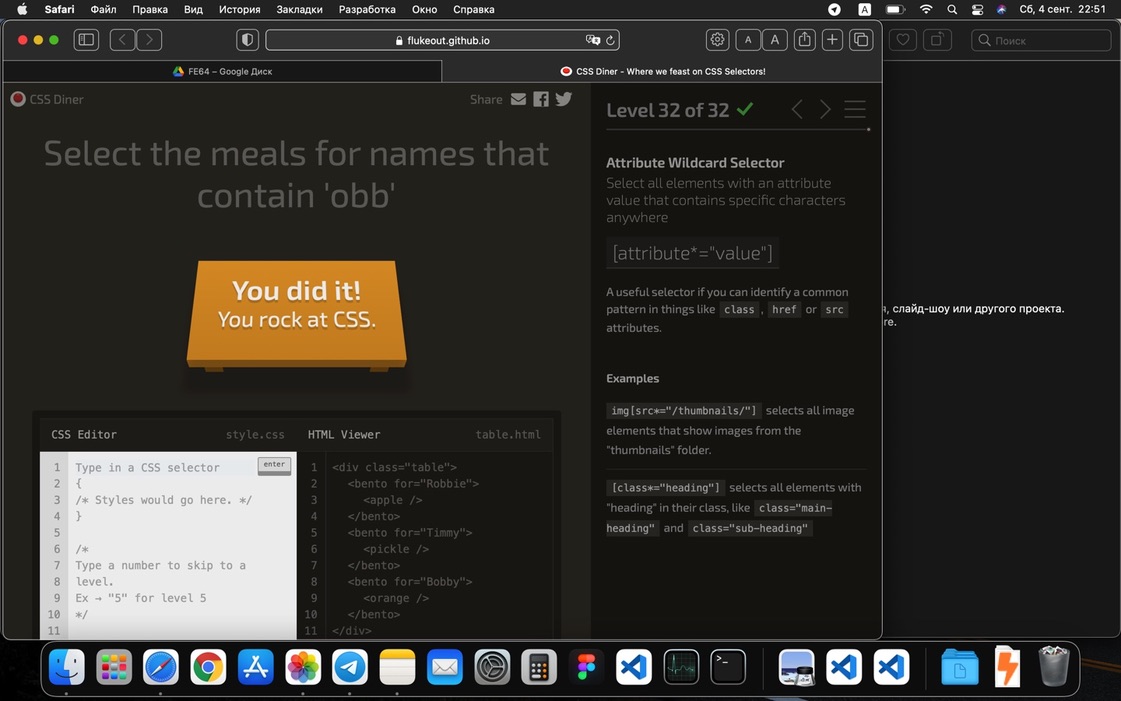 Safari Файл Правка Вид История Закладки Разработка Окно Справка
A
Сб, 4 сент. 22:51
flukeout.github.io
A A
Поиск
FE64 – Google Диск
CSS Diner - Where we feast on CSS Selectors!
CSS Diner
Share
Select the meals for names that
contain 'obb'
You did it!
You rock at CSS.
CSS Editor style.css
HTML Viewer table.html
enter
1 Type in a CSS selector
2 {
3 /* Styles would go here. */
4 }
5
6 /*
7 Type a number to skip to a
8 level.
9 Ex → "5" for level 5
10 */
11
1 <div class="table">
2 <bento for="Robbie">
3 <apple />
4 </bento>
5 <bento for="Timmy">
6 <pickle />
7 </bento>
8 <bento for="Bobby">
9 <orange />
10 </bento>
11 </div>
Level 32 of 32
Attribute Wildcard Selector
Select all elements with an attribute
value that contains specific characters
anywhere
[attribute*="value"]
A useful selector if you can identify a common
pattern in things like class , href or src
attributes.
Examples
img[src*="/thumbnails/"] selects all image
elements that show images from the
"thumbnails" folder.
[class*="heading"] selects all elements with
"heading" in their class, like class="main-
heading" and class="sub-heading"
, слайд-шоу или другого проекта.
re.